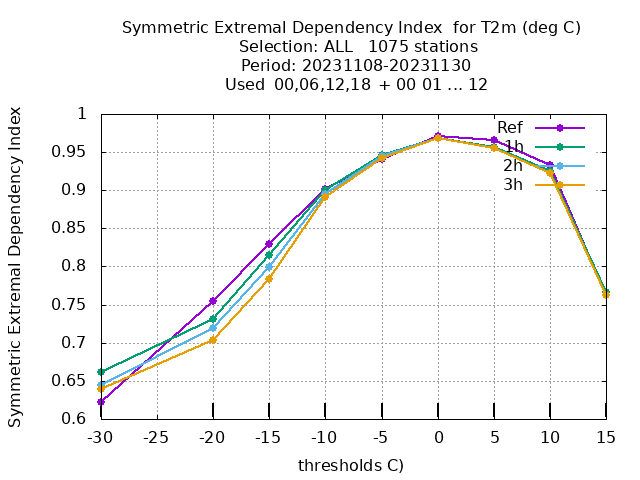 Symmetric Extremal Dependency Index  for T2m (deg C)
Selection: ALL   1075 stations
Period: 20231108-20231130
Used  00,06,12,18  + 00 01 ... 12
Symmetric Extremal Dependency Index
1
0.95
0.9
0.85
0.8
0.75
0.7
0.65
0.6
Ref
1h
2h
3h
-30 -25 -20 -15 -10 -5 0 5 10 15
thresholds C)